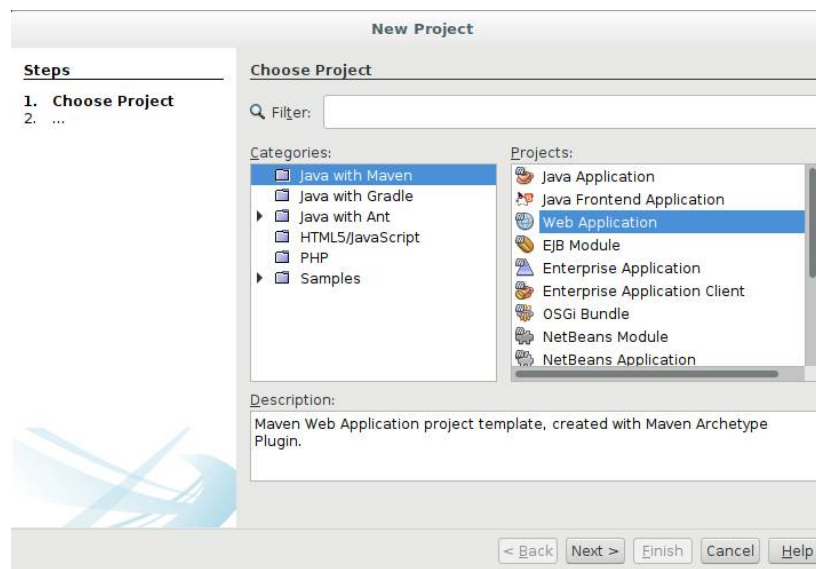 New Project
Steps
1. Choose Project
2. ...
Choose Project
Filter:
Categories:
Java with Maven
Java with Gradle
Java with Ant
HTML5/JavaScript
PHP
Samples
Projects:
Java Application
Java Frontend Application
Web Application
EJB Module
Enterprise Application
Enterprise Application Client
OSGi Bundle
NetBeans Module
NetBeans Application
Description:
Maven Web Application project template, created with Maven Archetype
Plugin.
< Back
Next >
Finish
Cancel
Help